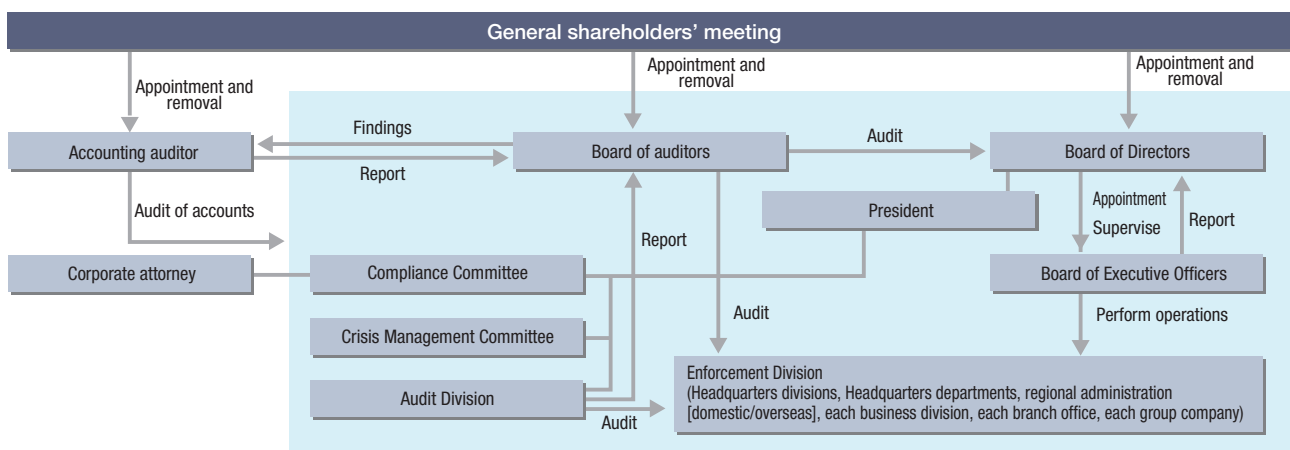 General shareholders’ meeting
Appointment and
removal
Appointment and
removal
Appointment and
removal
Findings
Accounting auditor
Board of auditors
Audit
Board of Directors
Report
Audit of accounts
President
Appointment
Supervise
Report
Report
Corporate attorney
Compliance Committee
Board of Executive Officers
Crisis Management Committee
Audit
Perform operations
Audit Division
Audit
Enforcement Division
(Headquarters divisions, Headquarters departments, regional administration
[domestic/overseas], each business division, each branch office, each group company)